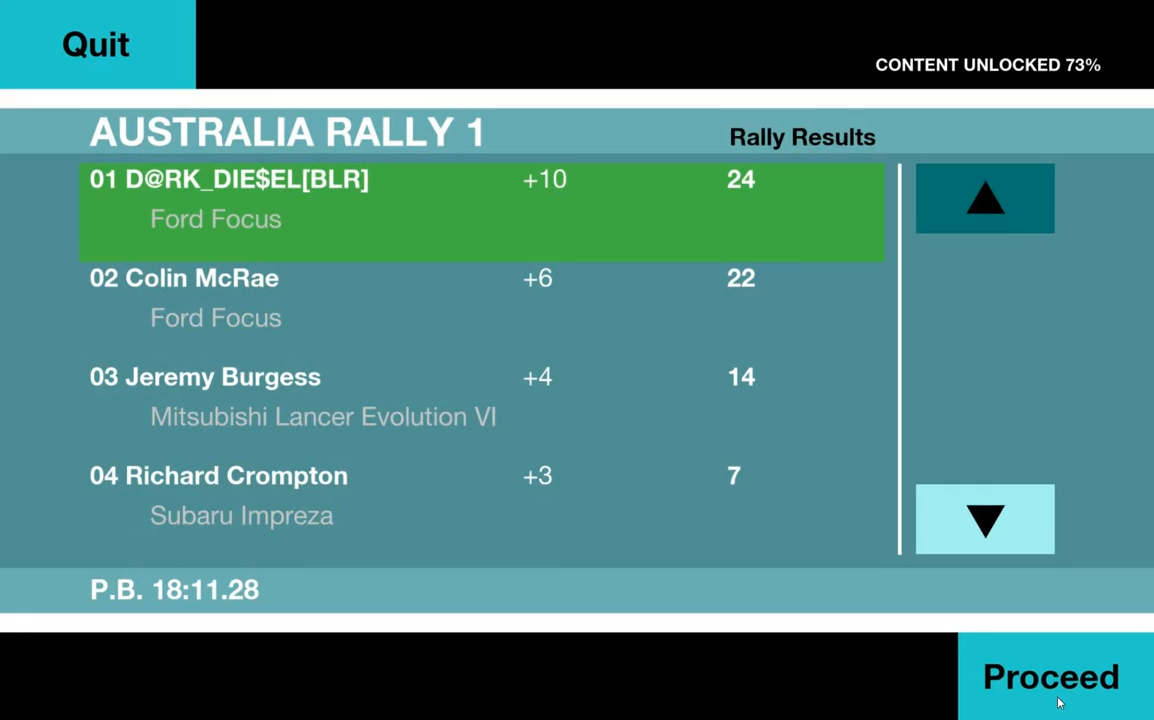 Quit
CONTENT UNLOCKED 73%
AUSTRALIA RALLY 1 Rally Results
01 D@RK_DIE$EL[BLR] +10 24
Ford Focus
02 Colin McRae +6 22
Ford Focus
03 Jeremy Burgess +4 14
Mitsubishi Lancer Evolution VI
04 Richard Crompton +3 7
Subaru Impreza
P.B. 18:11.28
Proceed